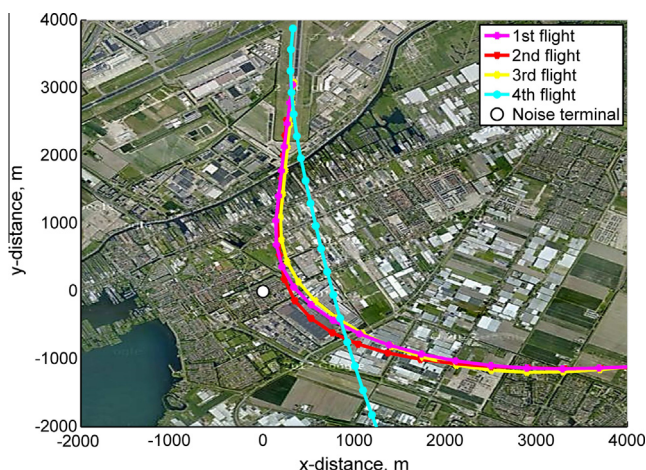 4000
3000
2000
1000
0
-1000
-2000
y-distance, m
1st flight
2nd flight
3rd flight
4th flight
Noise terminal
-2000 -1000 0 1000 2000 3000 4000
x-distance, m